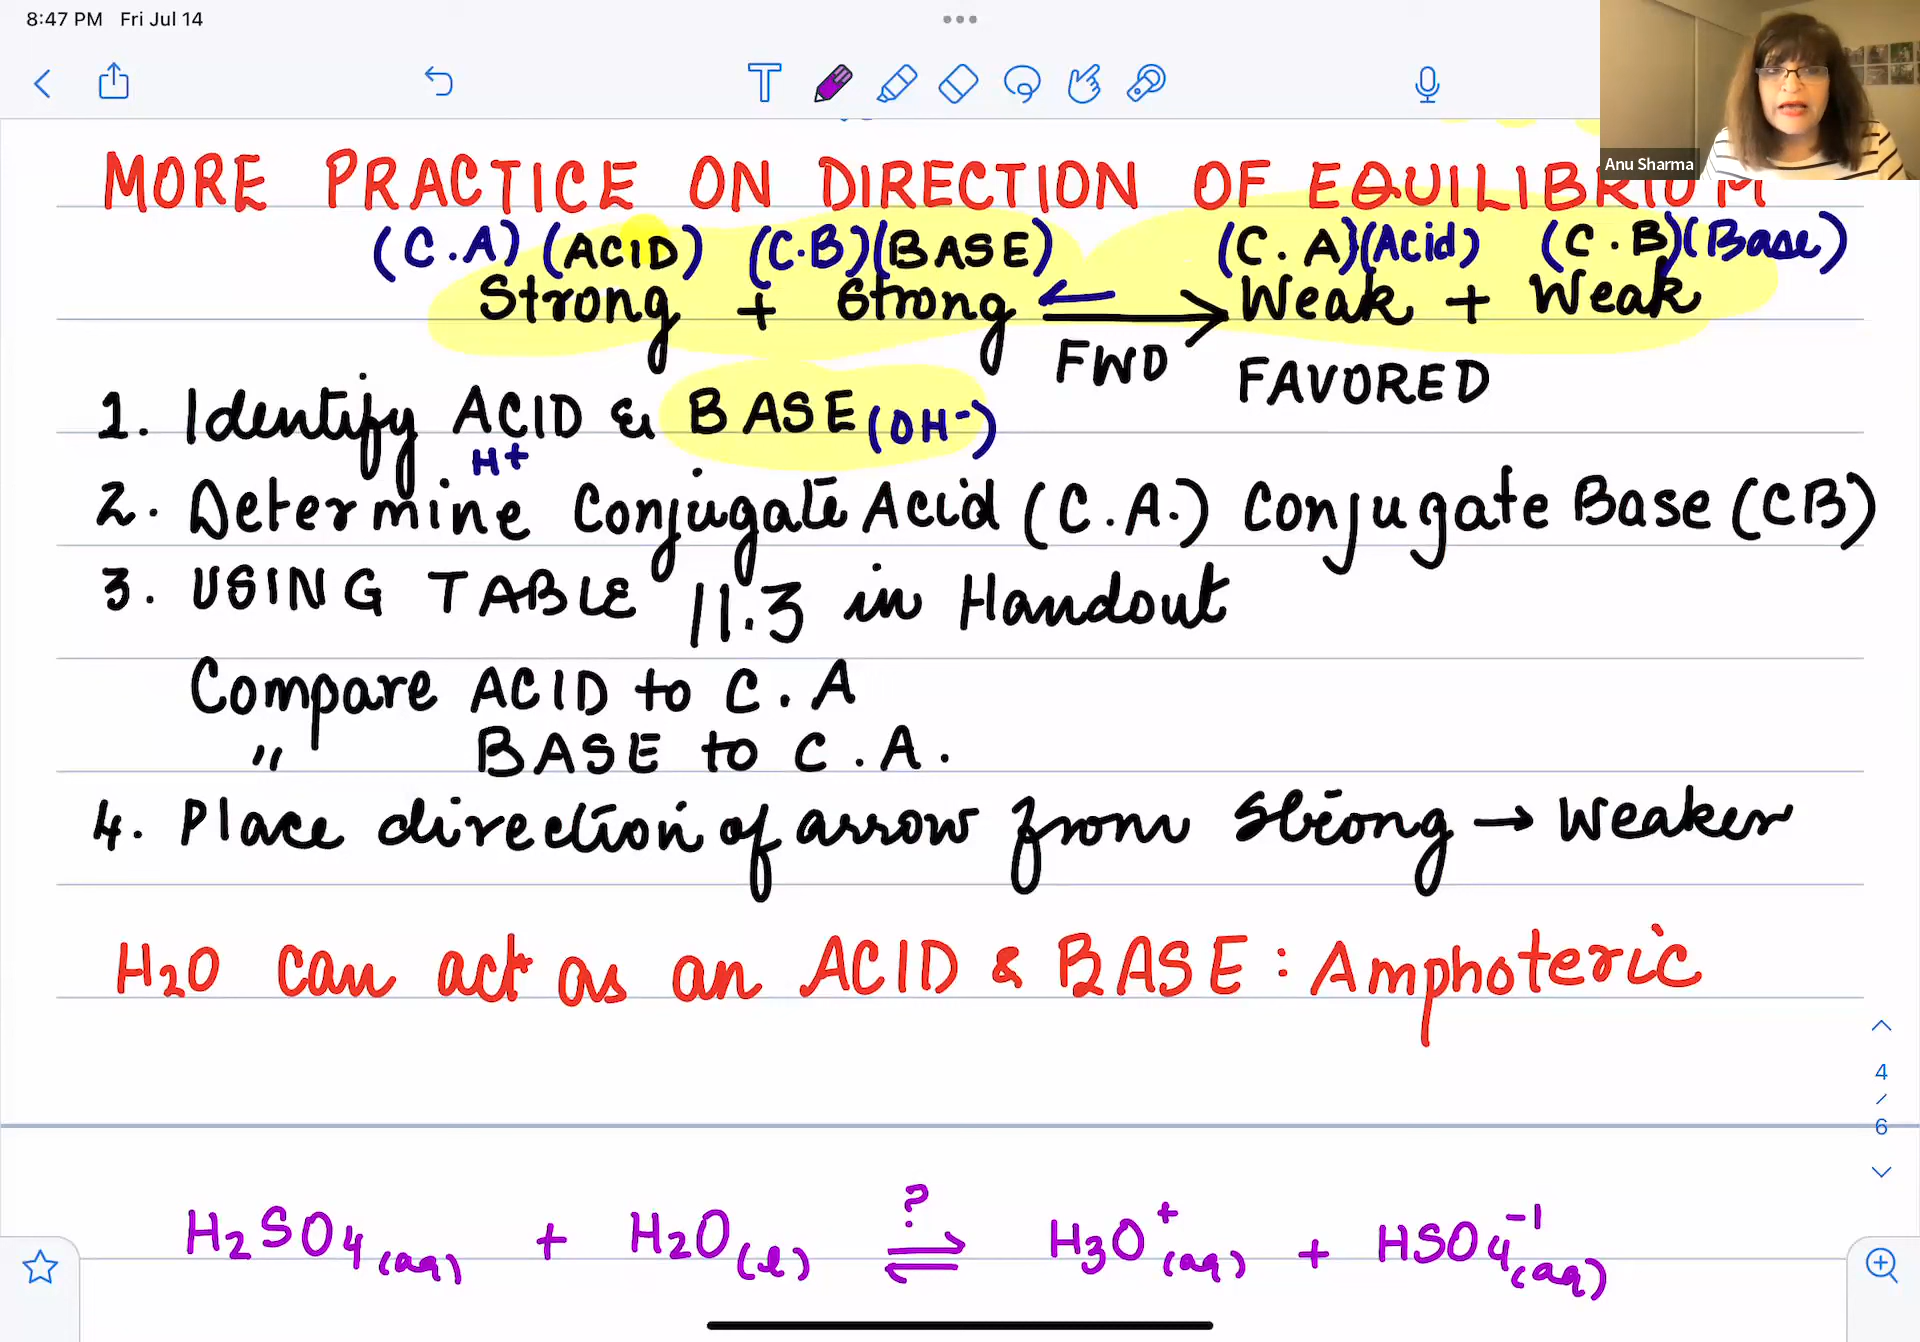 8:47 PM Fri Jul 14
Anu Sharma
MORE PRACTICE ON DIRECTION OF EQUILIBRIUM
(C.A) (ACID) (C.B)(BASE) (C.A)(Acid) (C.B)(Base)
Strong + Strong ⇌ Weak + Weak
FWD FAVORED
1. Identify ACID & BASE (OH⁻)
H+
2. Determine Conjugate Acid (C.A.) Conjugate Base (CB)
3. USING TABLE 11.3 in Handout
Compare ACID to C.A
" BASE to C.A.
4. Place direction of arrow from Strong → Weaker
H2O can act as an ACID & BASE : Amphoteric
4
/
6
?
H₂SO₄(aq) + H₂O(l) ⇌ H₃O⁺(aq) + HSO₄⁻¹(aq)